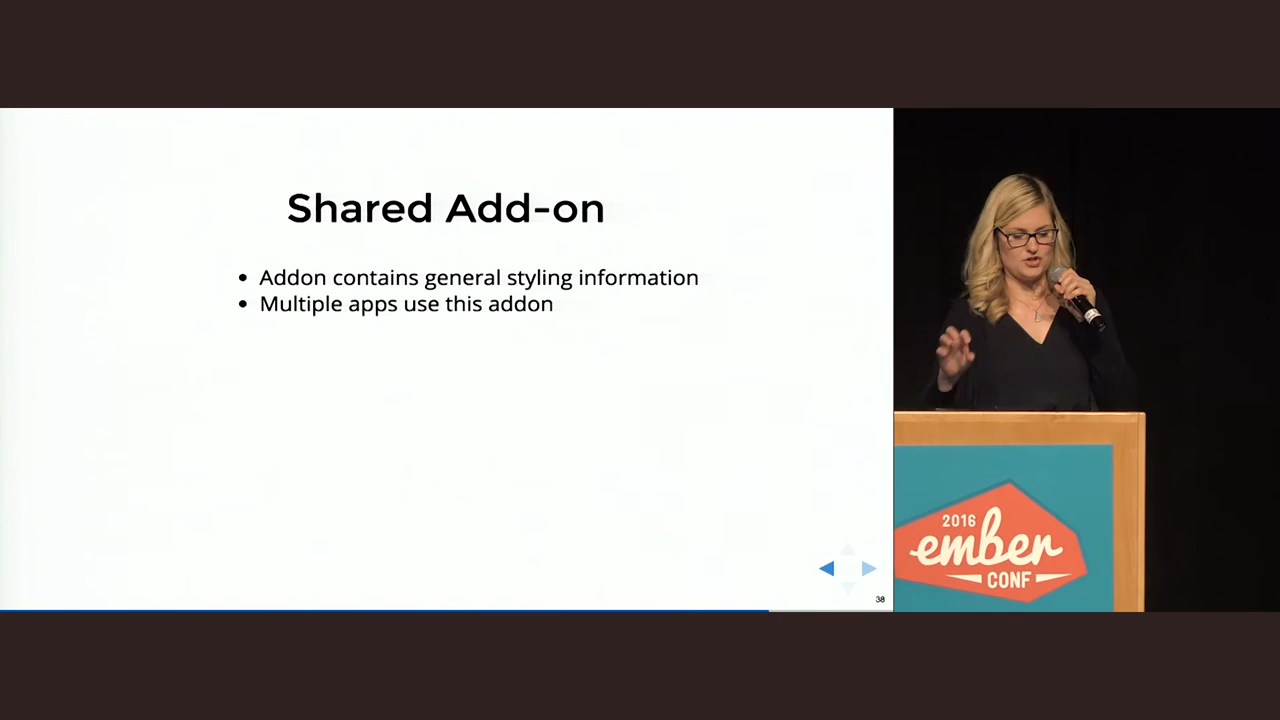 Shared Add-on
• Addon contains general styling information
• Multiple apps use this addon
38
2016
ember
CONF